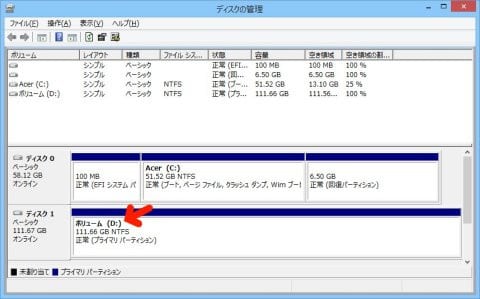 ディスクの管理
ファイル(F) 操作(A) 表示(V) ヘルプ(H)
ボリューム レイアウト 種類 ファイル シス... 状態 容量 空き領域 空き領域の割...
シンプル ベーシック 正常 (EFI... 100 MB 100 MB 100 %
シンプル ベーシック 正常 (回... 6.50 GB 6.50 GB 100 %
Acer (C:) シンプル ベーシック NTFS 正常 (ブー... 51.52 GB 13.10 GB 25 %
ボリューム (D:) シンプル ベーシック NTFS 正常 (プラ... 111.66 GB 111.56... 100 %
ディスク 0
ベーシック
58.12 GB
オンライン
100 MB
正常 (EFI システム パ
Acer (C:)
51.52 GB NTFS
正常 (ブート, ページ ファイル, クラッシュ ダンプ, Wim ブー
6.50 GB
正常 (回復パーティション)
ディスク 1
ベーシック
111.67 GB
オンライン
ボリューム (D:)
111.66 GB NTFS
正常 (プライマリ パーティション)
未割り当て プライマリ パーティション